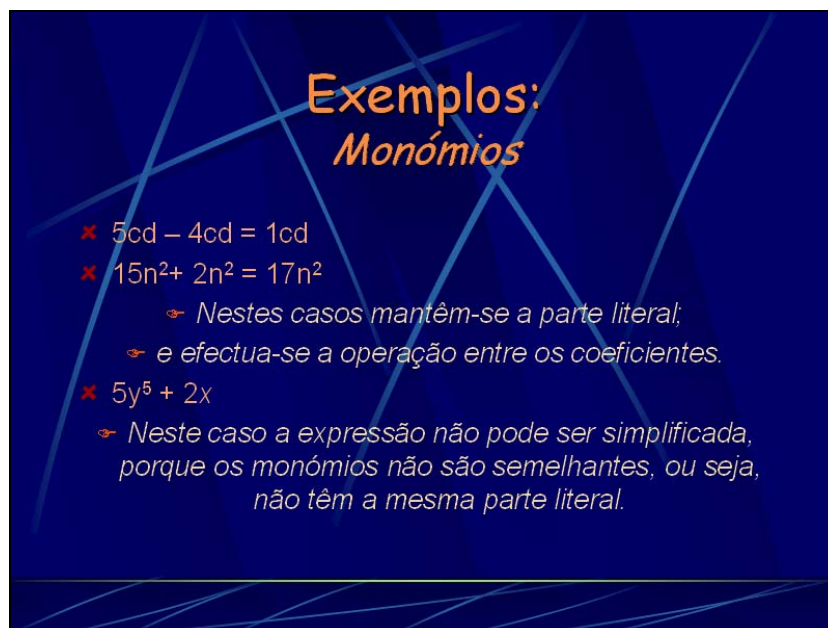 Exemplos:
Monómios
5cd – 4cd = 1cd
15n²+ 2n² = 17n²
Nestes casos mantêm-se a parte literal;
e efectua-se a operação entre os coeficientes.
5y⁵ + 2x
Neste caso a expressão não pode ser simplificada,
porque os monómios não são semelhantes, ou seja,
não têm a mesma parte literal.